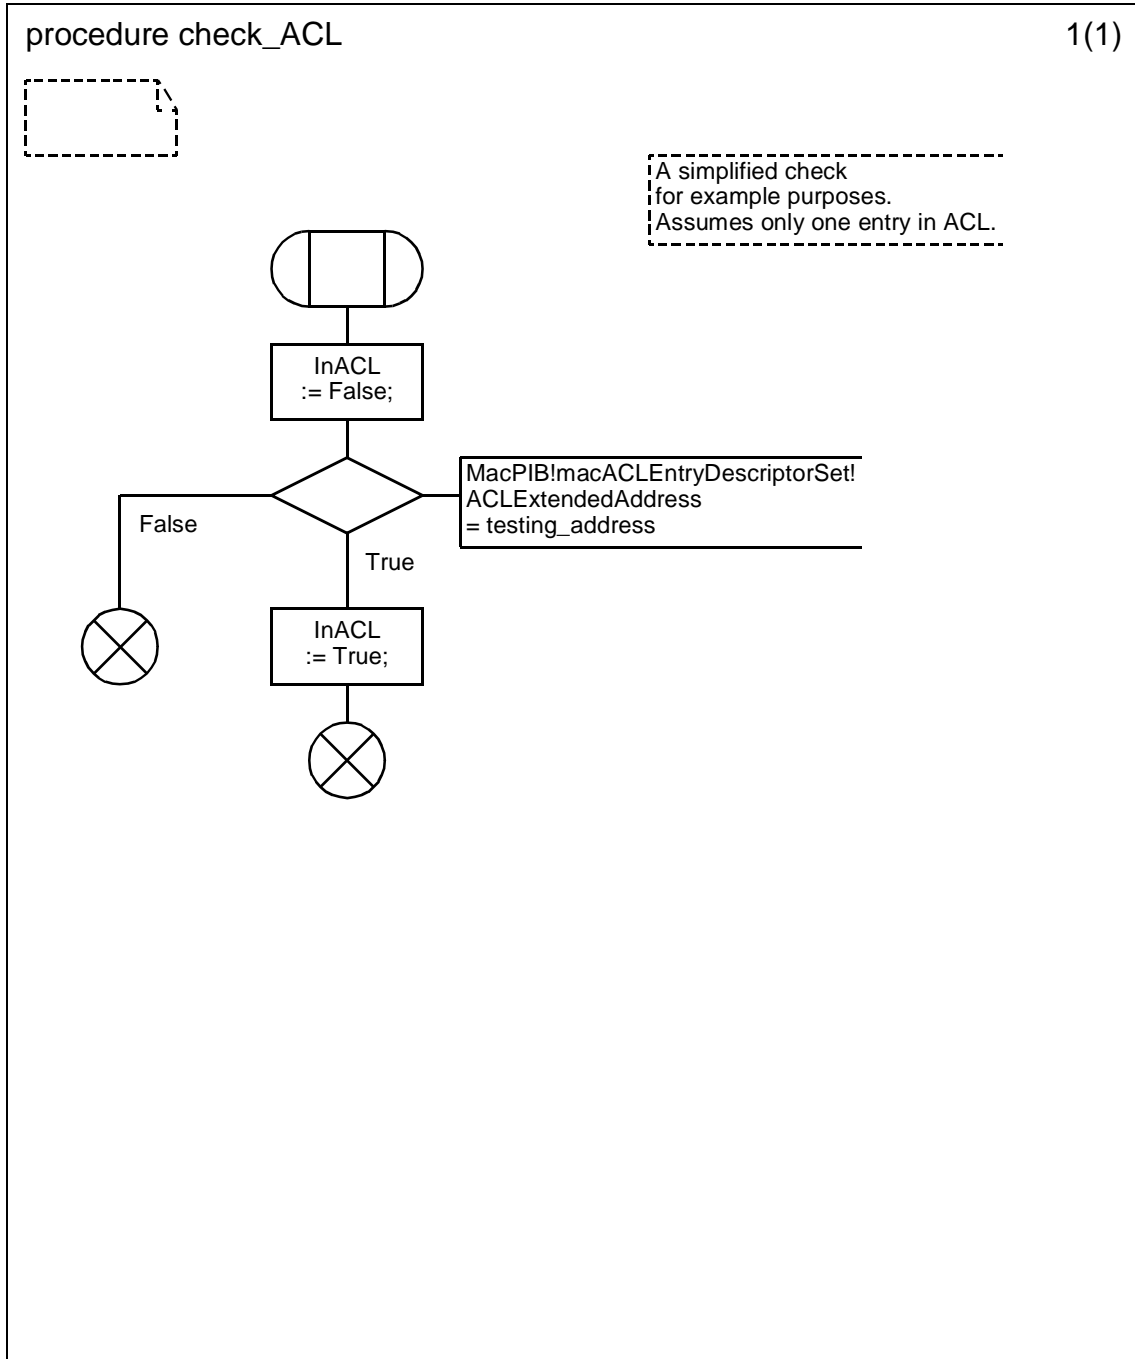 procedure check_ACL
1(1)
A simplified check
for example purposes.
Assumes only one entry in ACL.
InACL
:= False;
MacPIB!macACLEntryDescriptorSet!
ACLExtendedAddress
= testing_address
False
True
InACL
:= True;